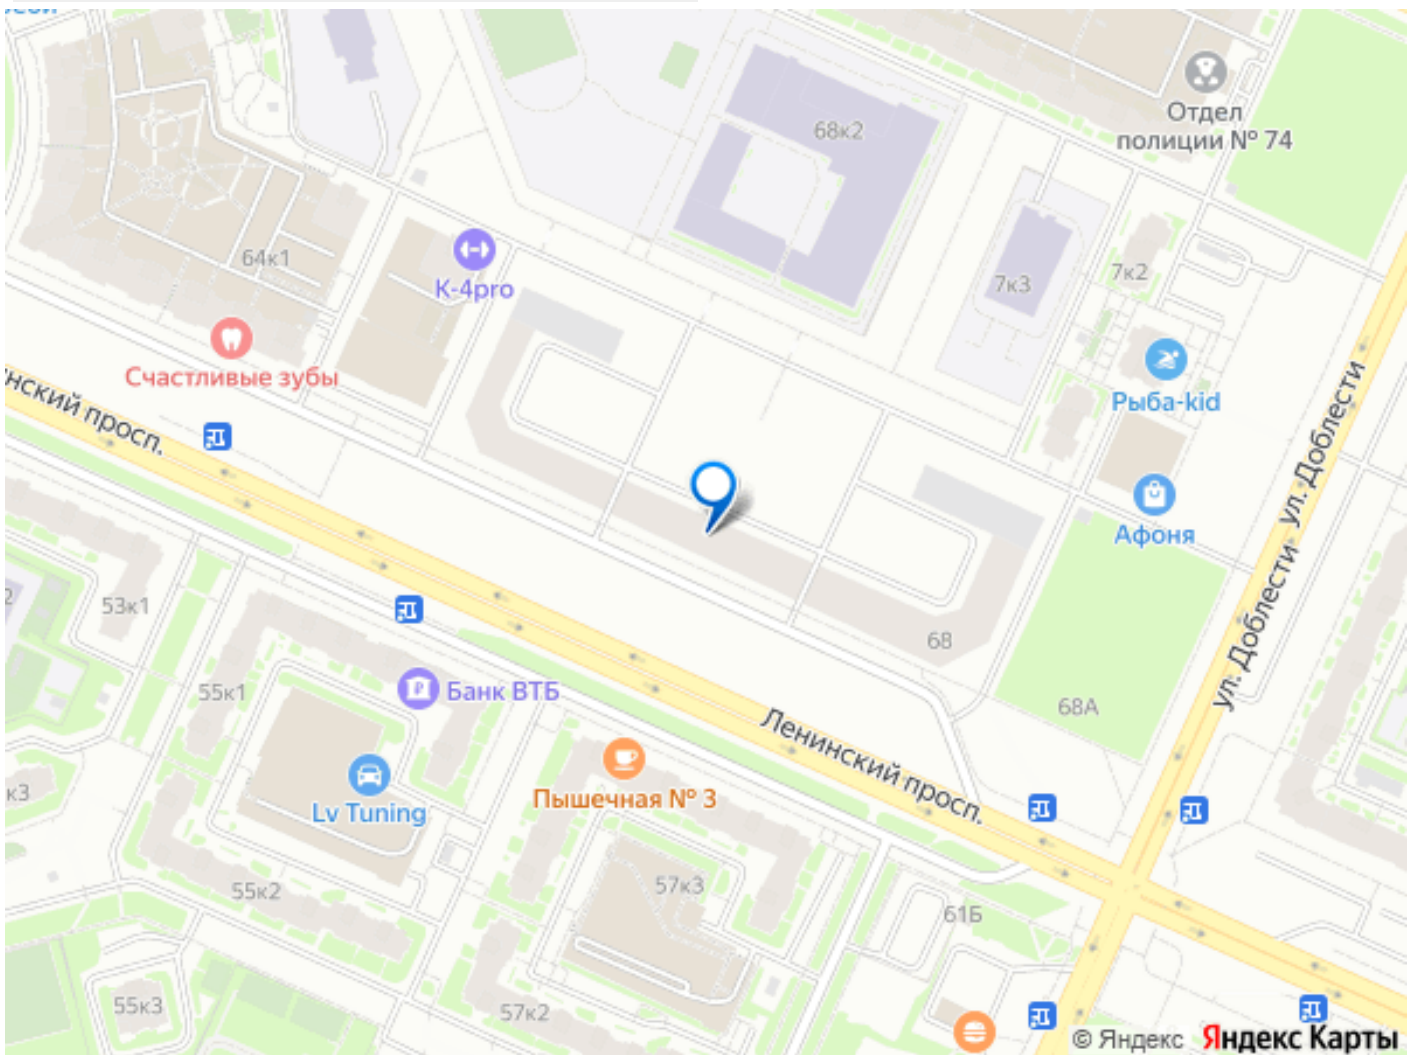 Отдел
полиции № 74
68к2
64к1
K-4pro
7к3
7к2
Счастливые зубы
Рыба-kid
нский просп.
ул. Доблести
Афоня
ул. Доблести
53к1
68
2
55к1
Банк ВТБ
68А
Ленинский просп.
к3
Lv Tuning
Пышечная № 3
55к2
57к3
61Б
55к3
57к2
© Яндекс Яндекс Карты